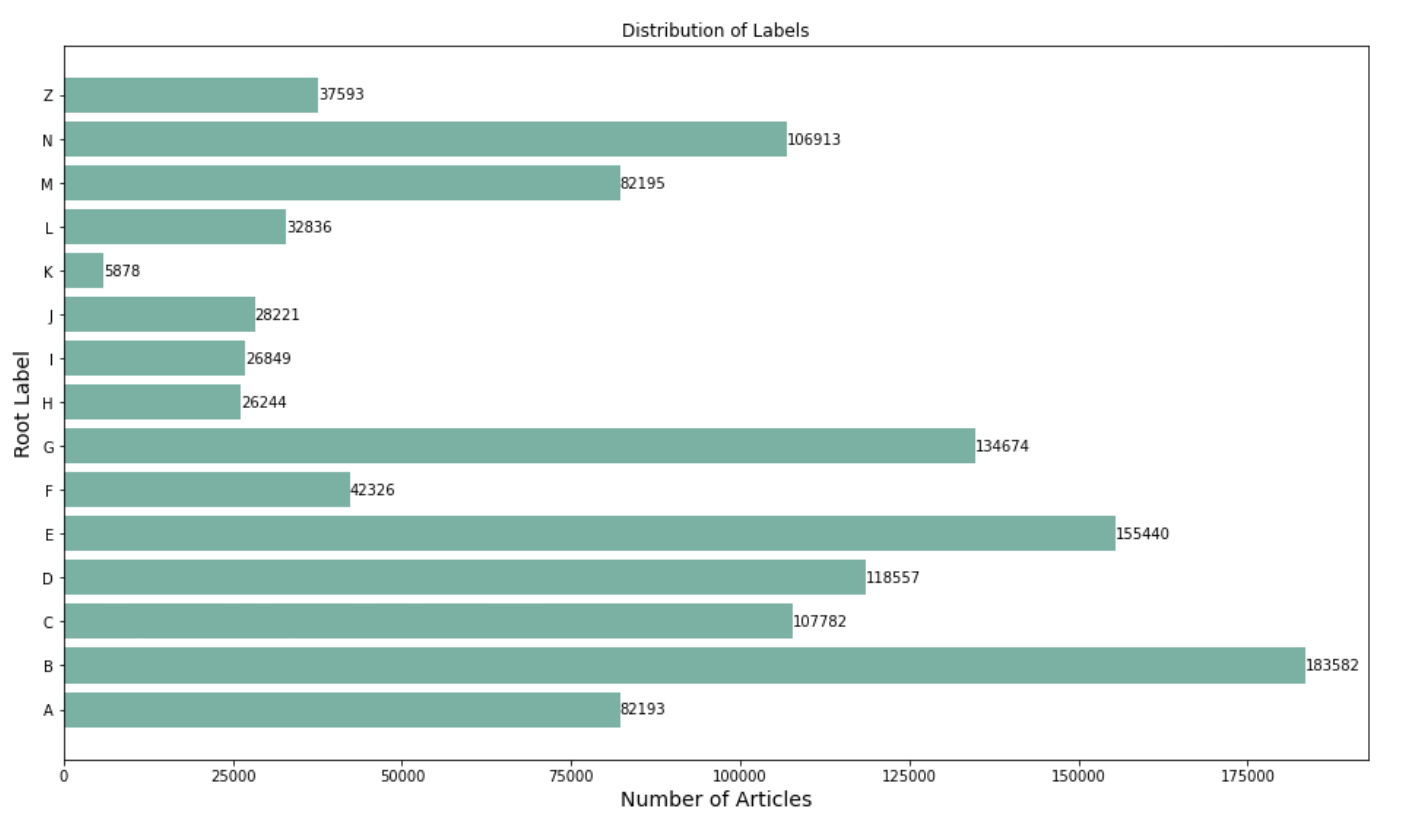 Distribution of Labels
Root Label
Z 37593
N 106913
M 82195
L 32836
K 5878
J 28221
I 26849
H 26244
G 134674
F 42326
E 155440
D 118557
C 107782
B 183582
A 82193
0 25000 50000 75000 100000 125000 150000 175000
Number of Articles